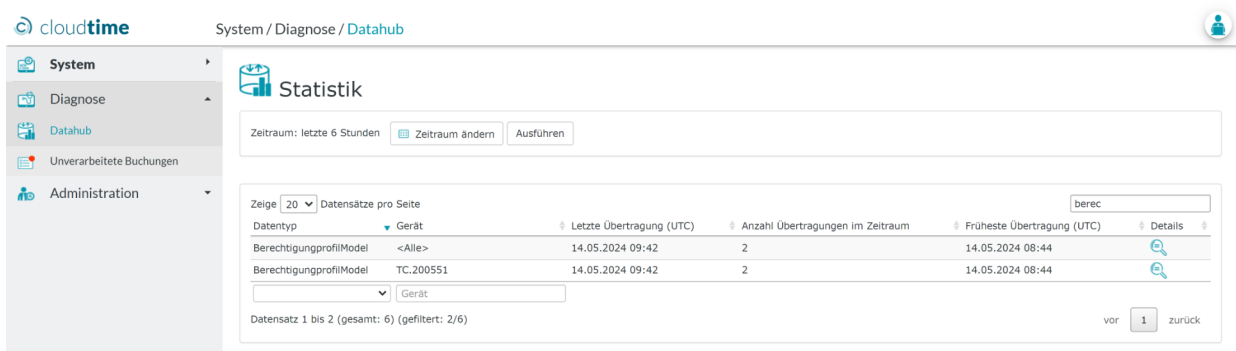 cloudtime
System / Diagnose / Datahub
System
Diagnose
Datahub
Unverarbeitete Buchungen
Administration
Statistik
Zeitraum: letzte 6 Stunden Zeitraum ändern Ausführen
Zeige 20 Datensätze pro Seite berec
Datentyp Gerät Letzte Übertragung (UTC) Anzahl Übertragungen im Zeitraum Früheste Übertragung (UTC) Details
BerechtigungprofilModel <Alle> 14.05.2024 09:42 2 14.05.2024 08:44
BerechtigungprofilModel TC.200551 14.05.2024 09:42 2 14.05.2024 08:44
Gerät
Datensatz 1 bis 2 (gesamt: 6) (gefiltert: 2/6) vor 1 zurück